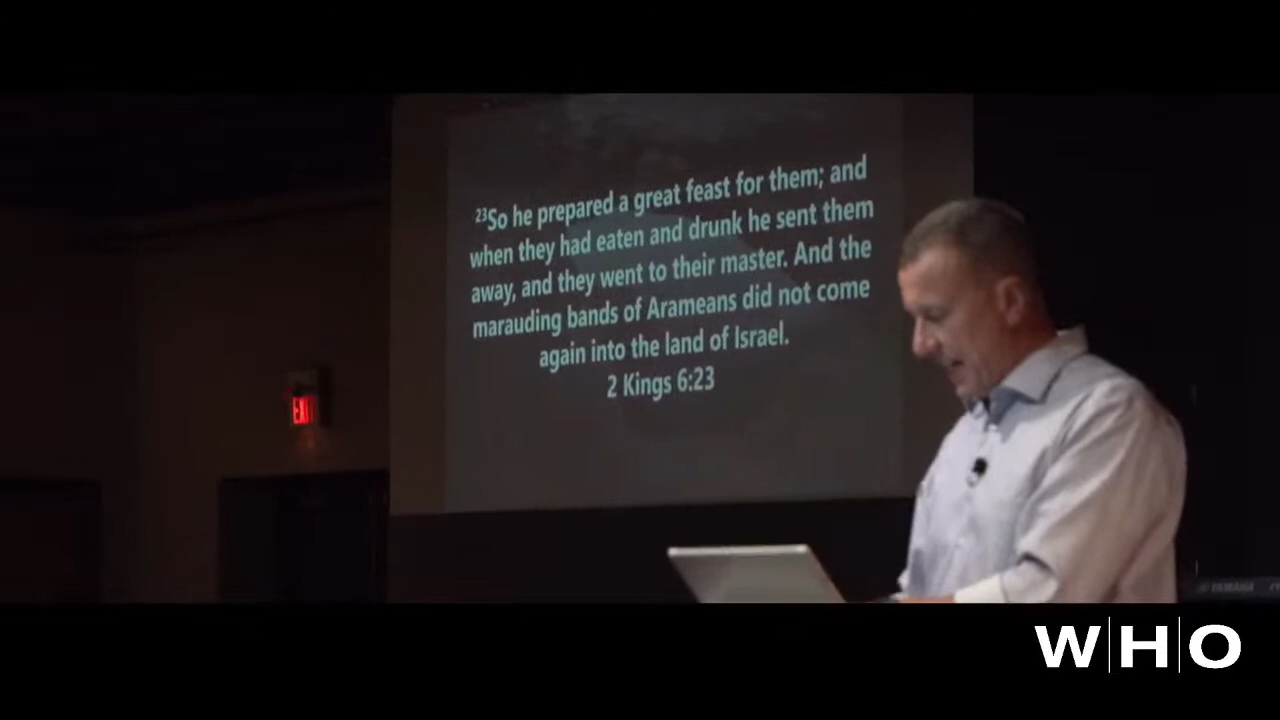 ²³So he prepared a great feast for them; and
when they had eaten and drunk he sent them
away, and they went to their master. And the
marauding bands of Arameans did not come
again into the land of Israel.
2 Kings 6:23
EXIT
YAMAHA
W|H|O